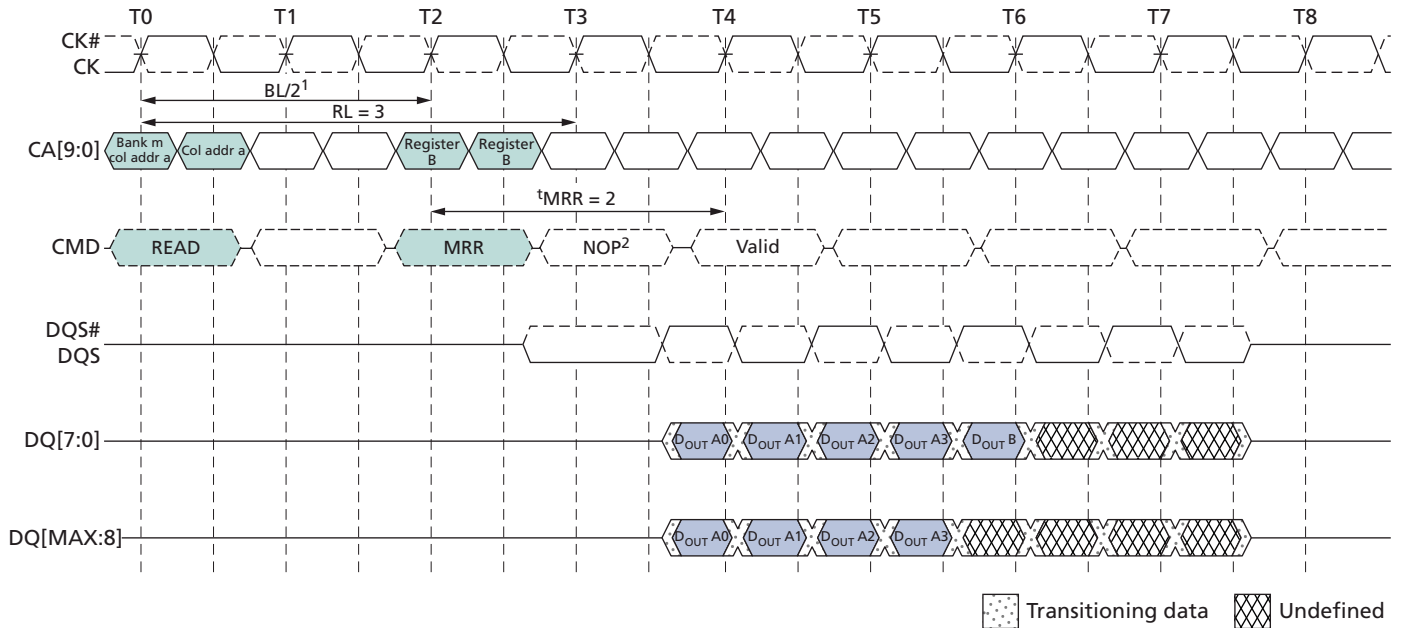 T0 T1 T2 T3 T4 T5 T6 T7 T8
CK#
CK
BL/2¹
RL = 3
CA[9:0] Bank m col addr a Col addr a Register B Register B
ᵗMRR = 2
CMD READ MRR NOP² Valid
DQS#
DQS
DQ[7:0] DOUT A0 DOUT A1 DOUT A2 DOUT A3 DOUT B
DQ[MAX:8] DOUT A0 DOUT A1 DOUT A2 DOUT A3
Transitioning data Undefined